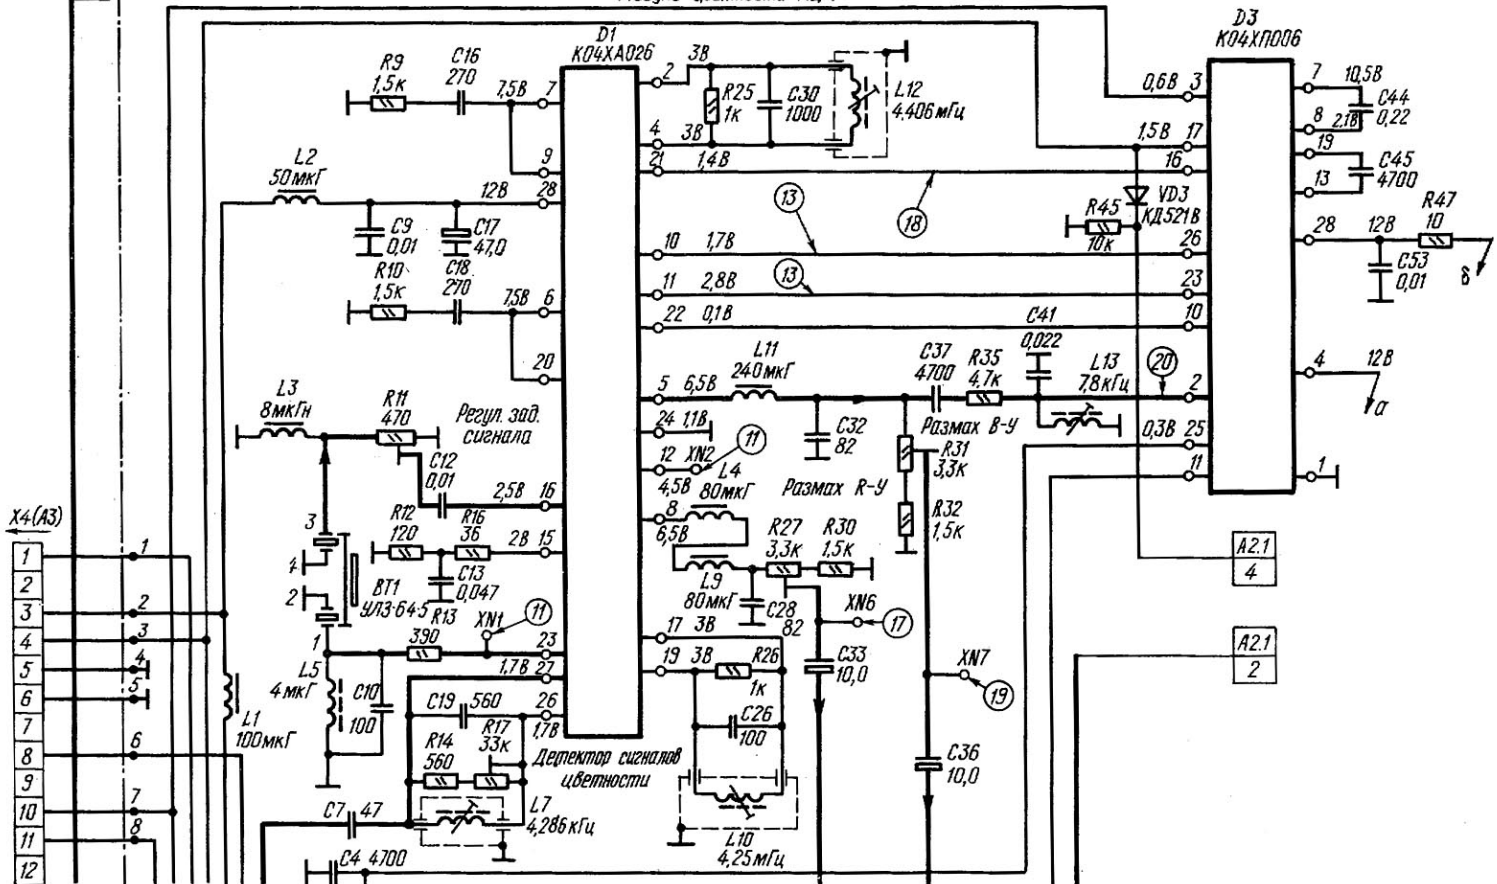 D1
К04ХА026
D3
К04ХП006
R9
1,5к
C16
270
7,5В
7
9
L2
50мкГ
12В
28
C9
0,01
C17
47,0
R10
1,5к
C18
270
7,5В
6
20
L3
8мкГн
R11
470
Регул. зад.
сигнала
C12
0,01
2,5В
16
R12
120
R16
36
2В
15
C13
0,047
3
4
2
1
ВТ1
УЛЗ-64-5
R13
390
XN1
11
23
1,7В
27
L5
4мкГ
C10
100
C19
560
26
1,7В
R14
560
R17
33к
Детектор сигналов
цветности
C7
47
L7
4,286кГц
C4 4700
L1
100мкГ
X4(А3)
1
2
3
4
5
6
7
8
9
10
11
12
1
2
3
4
5
6
7
8
2
3В
R25
1к
C30
1000
L12
4,406мГц
4
3В
21
1,4В
18
13
10
1,7В
13
11
2,8В
22
0,1В
5
6,5В
L11
240мкГ
C32
82
C37
4700
R35
4,7к
C41
0,022
L13
7,8кГц
20
24
1,1В
12
XN2
11
4,5В
8
6,5В
L4
80мкГ
Размах R-У
Размах В-У
R31
3,3к
R32
1,5к
R27
3,3к
R30
1,5к
L9
80мкГ
C28
82
XN6
17
C33
10,0
17
3В
19
3В
R26
1к
C26
100
L10
4,25мГц
XN7
19
C36
10,0
0,6В
3
1,5В
17
16
VD3
КД521В
R45
10к
26
23
10
2
0,3В
25
11
7
10,5В
C44
0,22
8
2,1В
19
C45
4700
13
R47
10
28
12В
C53
0,01
б
4
12В
а
1
А2.1
4
А2.1
2